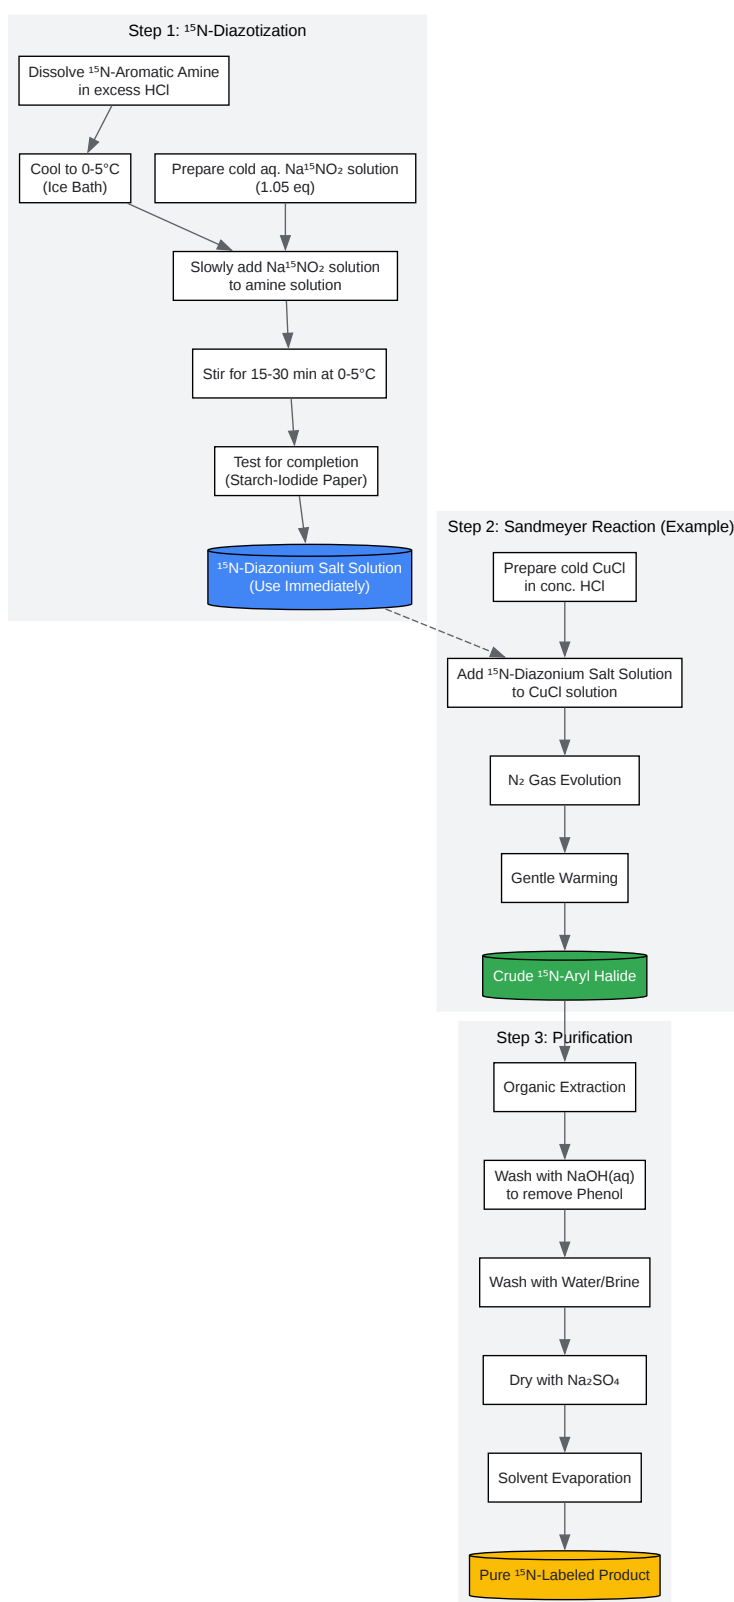 Step 1: ¹⁵N-Diazotization
Dissolve ¹⁵N-Aromatic Amine
in excess HCl
Cool to 0-5°C
(Ice Bath)
Prepare cold aq. Na¹⁵NO₂ solution
(1.05 eq)
Slowly add Na¹⁵NO₂ solution
to amine solution
Stir for 15-30 min at 0-5°C
Test for completion
(Starch-Iodide Paper)
¹⁵N-Diazonium Salt Solution
(Use Immediately)
Step 2: Sandmeyer Reaction (Example)
Prepare cold CuCl
in conc. HCl
Add ¹⁵N-Diazonium Salt Solution
to CuCl solution
N₂ Gas Evolution
Gentle Warming
Crude ¹⁵N-Aryl Halide
Step 3: Purification
Organic Extraction
Wash with NaOH(aq)
to remove Phenol
Wash with Water/Brine
Dry with Na₂SO₄
Solvent Evaporation
Pure ¹⁵N-Labeled Product